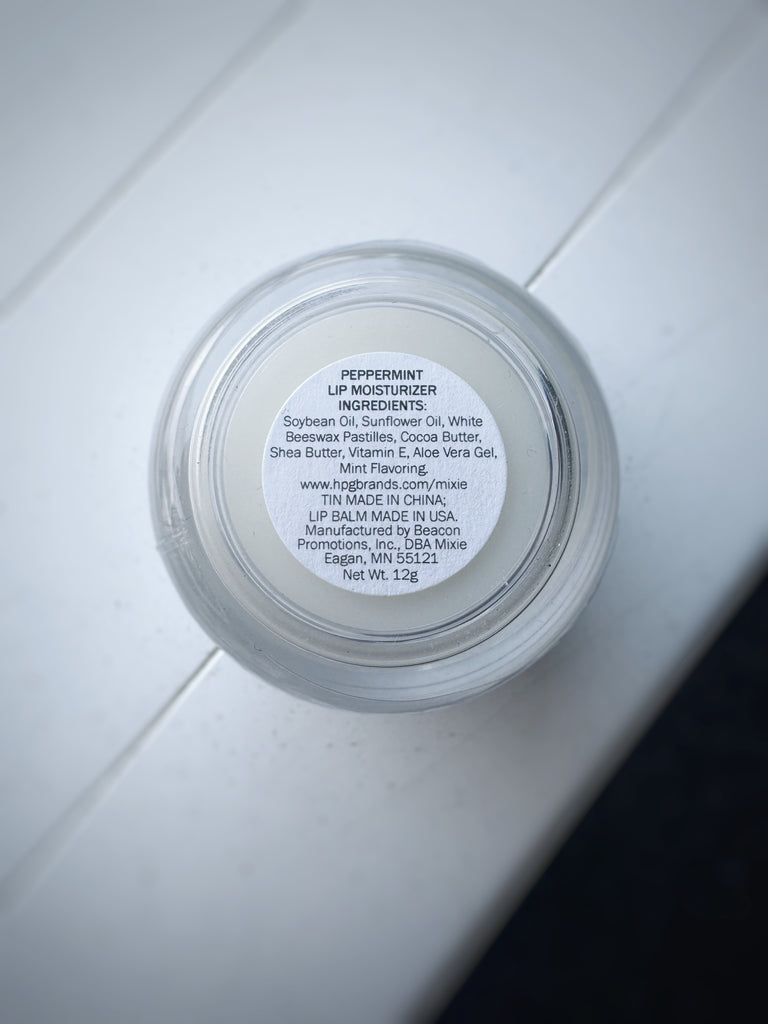 PEPPERMINT
LIP MOISTURIZER
INGREDIENTS:
Soybean Oil, Sunflower Oil, White
Beeswax Pastilles, Cocoa Butter,
Shea Butter, Vitamin E, Aloe Vera Gel,
Mint Flavoring.
www.hpgbrands.com/mixie
TIN MADE IN CHINA;
LIP BALM MADE IN USA.
Manufactured by Beacon
Promotions, Inc., DBA Mixie
Eagan, MN 55121
Net Wt. 12g